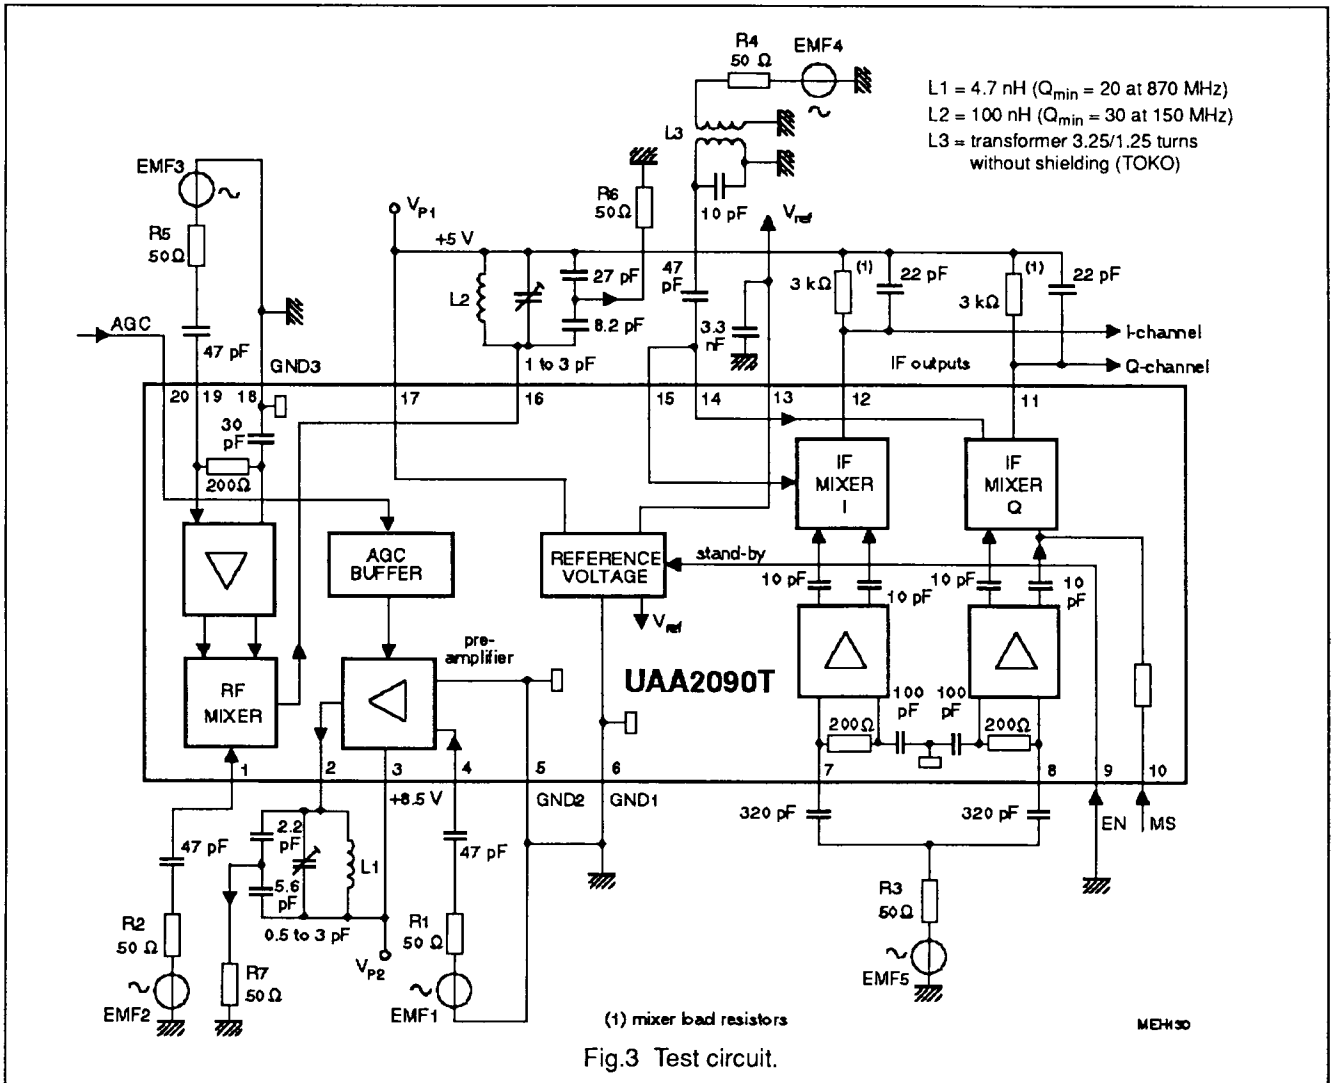 R4
50 Ω
EMF4
L1 = 4.7 nH (Qmin = 20 at 870 MHz)
L2 = 100 nH (Qmin = 30 at 150 MHz)
L3 = transformer 3.25/1.25 turns
without shielding (TOKO)
L3
EMF3
R6
50Ω
10 pF
VP1
Vref
R5
50Ω
+5 V
27 pF
47
pF
(1)
3 kΩ
22 pF
(1)
3 kΩ
22 pF
L2
8.2 pF
3.3
nF
AGC
47 pF
GND3
1 to 3 pF
IF outputs
I-channel
Q-channel
20
19
18
17
16
15
14
13
12
11
30
pF
200Ω
IF
MIXER
I
IF
MIXER
Q
AGC
BUFFER
REFERENCE
VOLTAGE
stand-by
10 pF
10 pF
10 pF
10
pF
Vref
pre-
amplifier
UAA2090T
RF
MIXER
100
pF
100
pF
200Ω
200Ω
1
2
3
4
5
6
7
8
9
10
+8.5 V
GND2
GND1
320 pF
320 pF
EN
MS
47 pF
2.2
pF
L1
47 pF
5.6
pF
R2
50 Ω
0.5 to 3 pF
R1
50 Ω
R3
50Ω
VP2
R7
50Ω
EMF2
EMF1
EMF5
(1) mixer load resistors
MEH130
Fig.3 Test circuit.